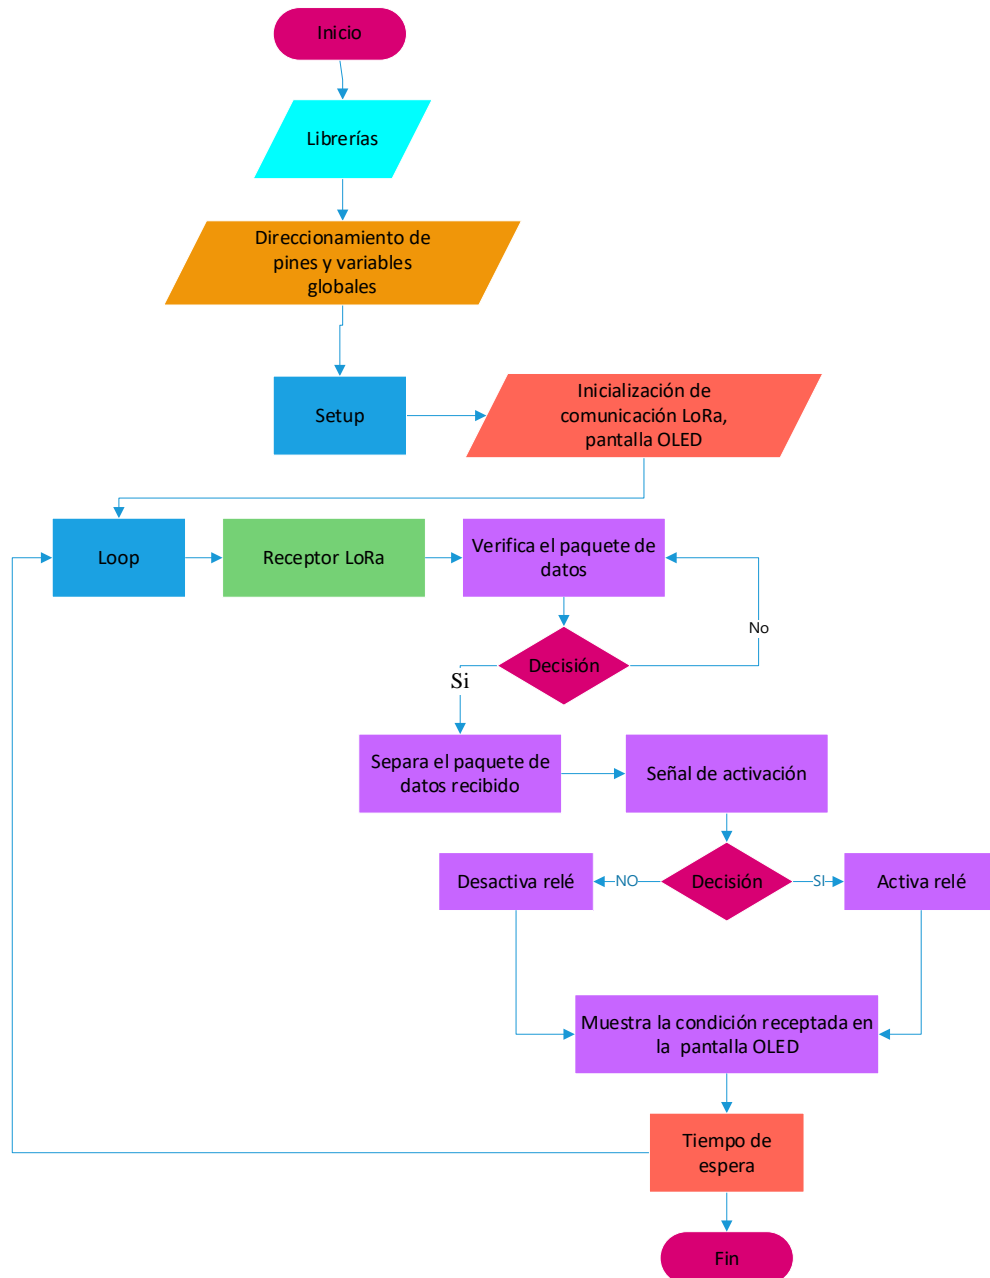 Inicio
Librerías
Direccionamiento de
pines y variables
globales
Setup
Inicialización de
comunicación LoRa,
pantalla OLED
Loop
Receptor LoRa
Verifica el paquete de
datos
No
Decisión
Si
Separa el paquete de
datos recibido
Señal de activación
Desactiva relé
NO
Decisión
SI
Activa relé
Muestra la condición receptada en
la pantalla OLED
Tiempo de
espera
Fin